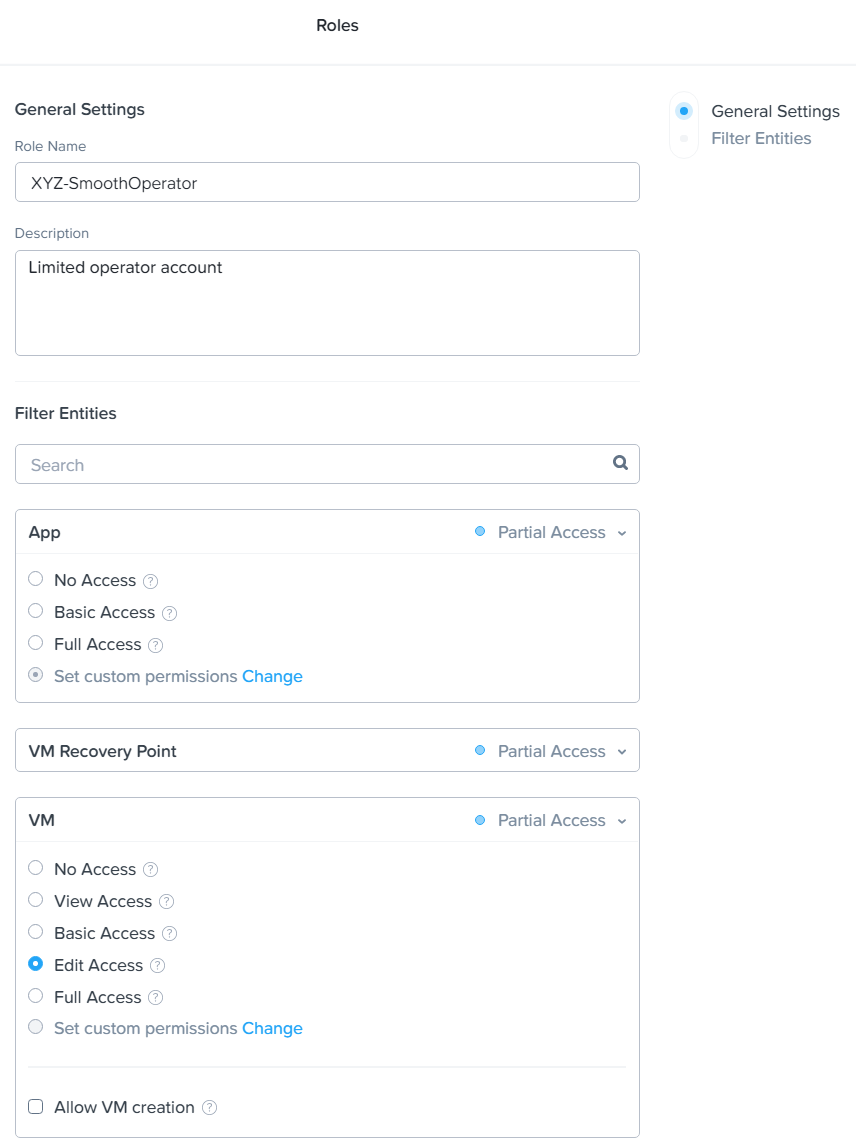 Roles
General Settings
General Settings
Filter Entities
Role Name
XYZ-SmoothOperator
Description
Limited operator account
Filter Entities
Search
App Partial Access
No Access ?
Basic Access ?
Full Access ?
Set custom permissions Change
VM Recovery Point Partial Access
VM Partial Access
No Access ?
View Access ?
Basic Access ?
Edit Access ?
Full Access ?
Set custom permissions Change
Allow VM creation ?